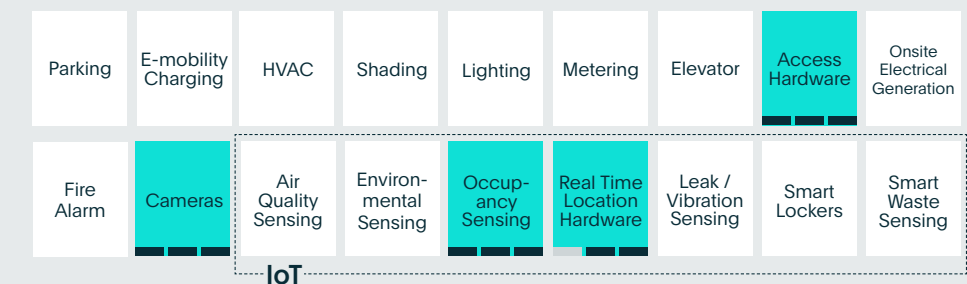 Parking
E-mobility
Charging
HVAC
Shading
Lighting
Metering
Elevator
Access
Hardware
Onsite
Electrical
Generation
Fire
Alarm
Cameras
Air
Quality
Sensing
Environ-
mental
Sensing
Occup-
ancy
Sensing
Real Time
Location
Hardware
Leak /
Vibration
Sensing
Smart
Lockers
Smart
Waste
Sensing
IoT